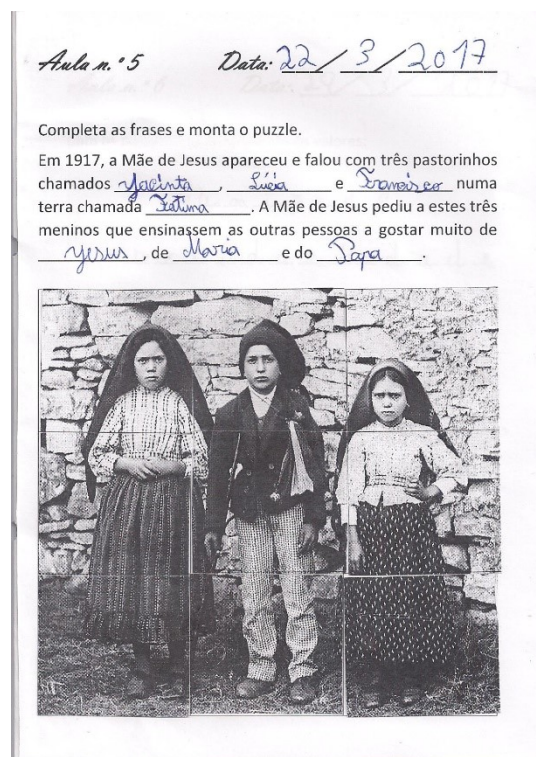 Aula n.º 5 Data: 22/3/2017
Completa as frases e monta o puzzle.
Em 1917, a Mãe de Jesus apareceu e falou com três pastorinhos
chamados Jacinta, Lúcia e Francisco numa
terra chamada Fatima. A Mãe de Jesus pediu a estes três
meninos que ensinassem as outras pessoas a gostar muito de
Jesus, de Maria e do Papa.